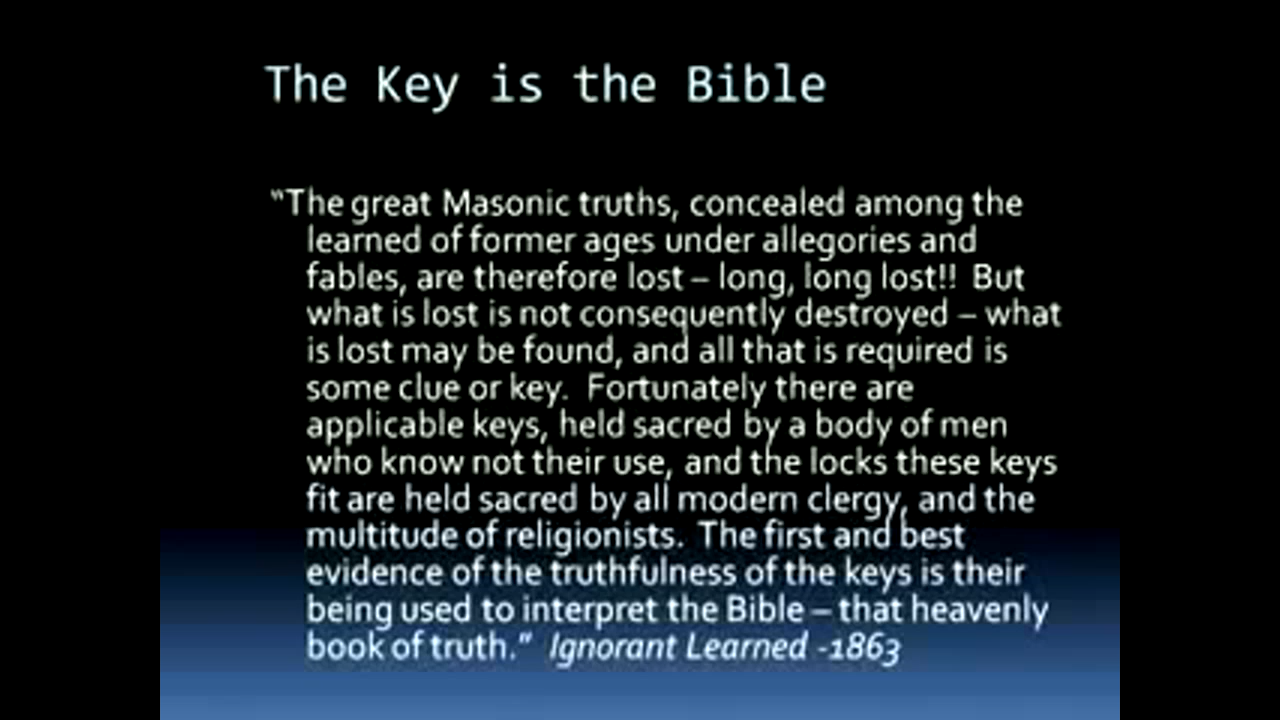 The Key is the Bible
“The great Masonic truths, concealed among the
learned of former ages under allegories and
fables, are therefore lost – long, long lost!! But
what is lost is not consequently destroyed – what
is lost may be found, and all that is required is
some clue or key. Fortunately there are
applicable keys, held sacred by a body of men
who know not their use, and the locks these keys
fit are held sacred by all modern clergy, and the
multitude of religionists. The first and best
evidence of the truthfulness of the keys is their
being used to interpret the Bible – that heavenly
book of truth.” Ignorant Learned -1863